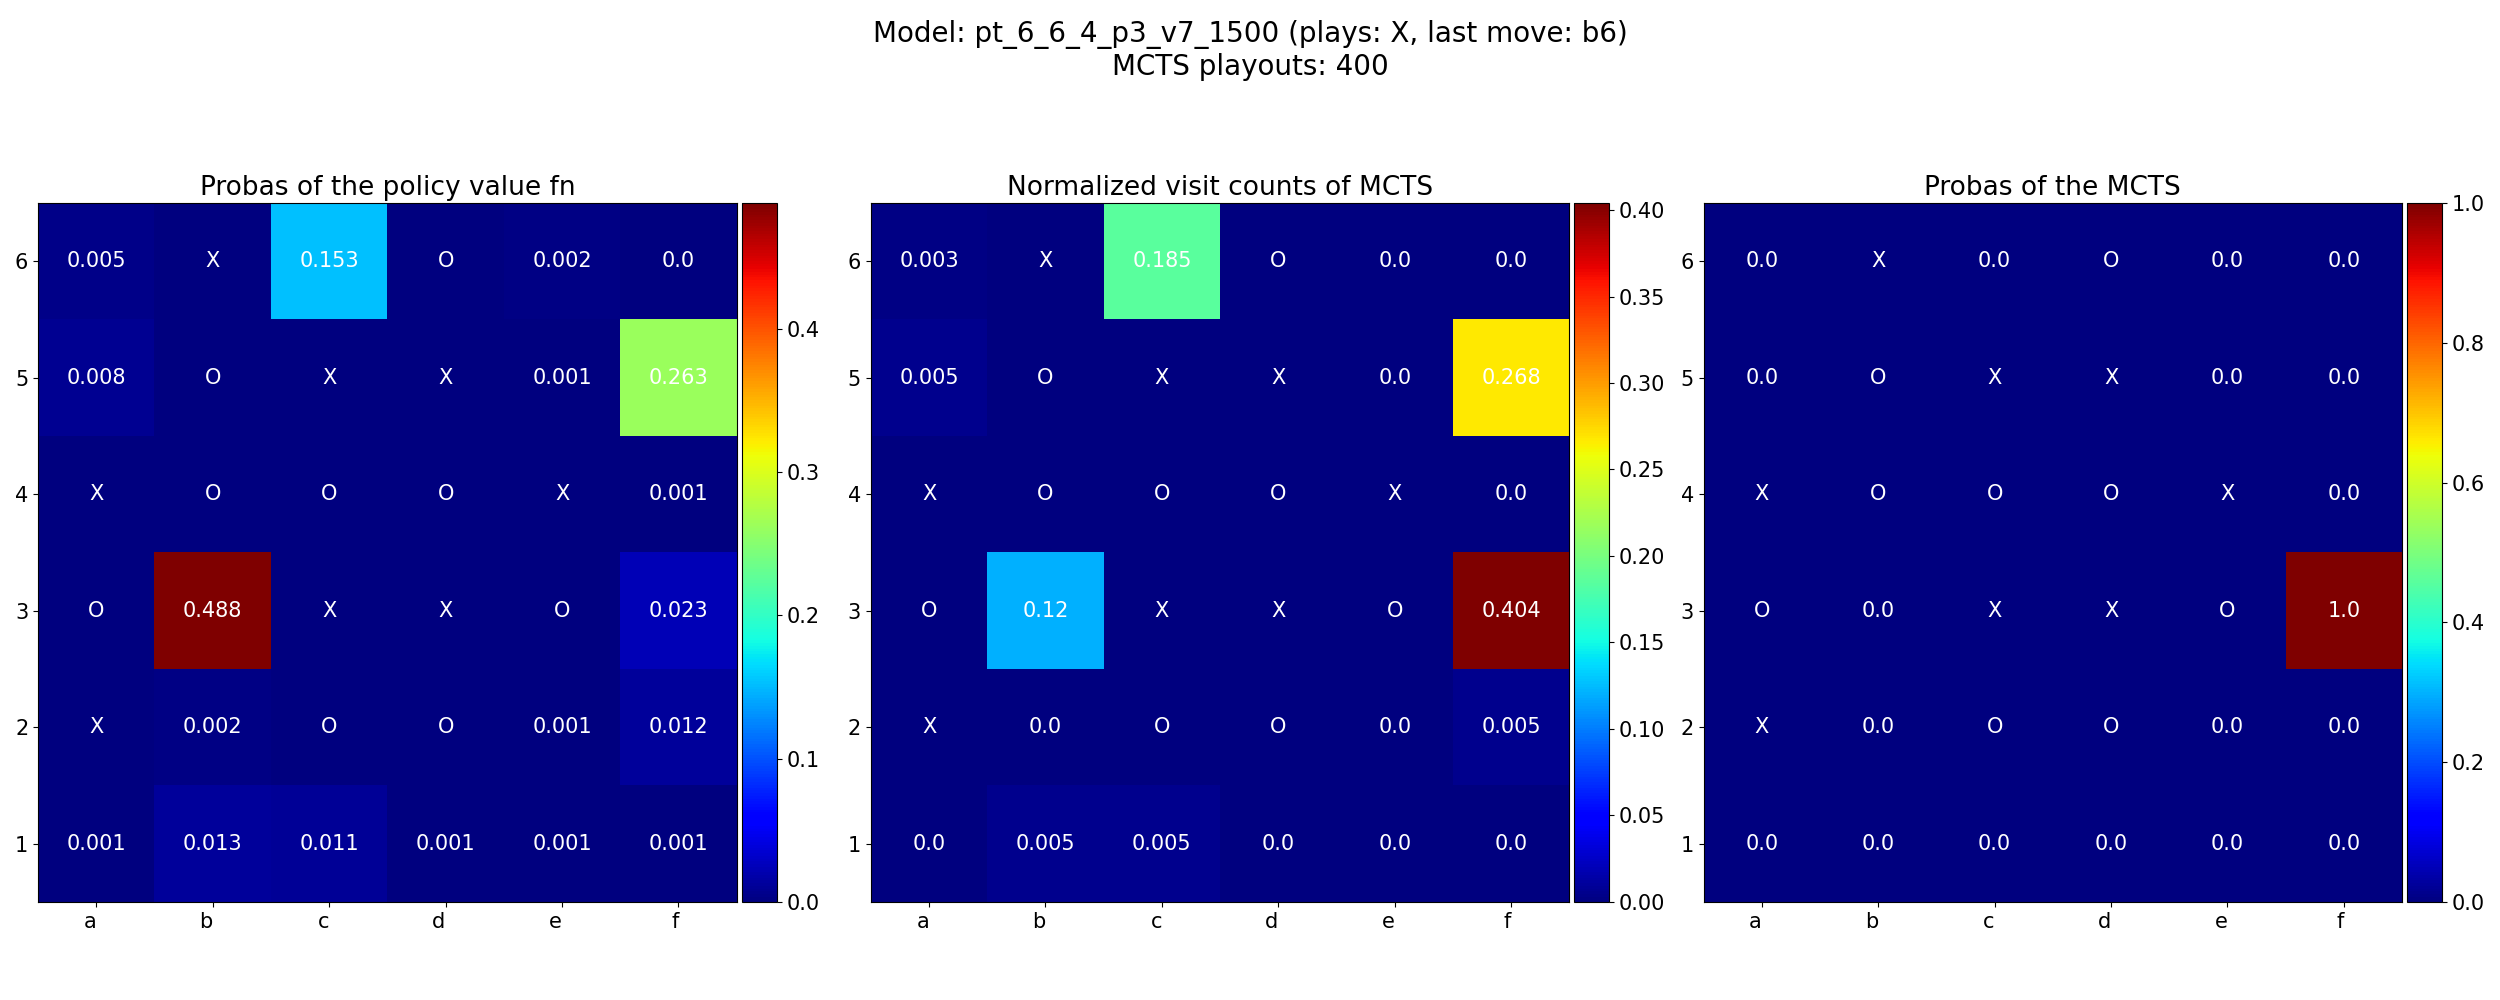 Model: pt_6_6_4_p3_v7_1500 (plays: X, last move: b6)
MCTS playouts: 400
Probas of the policy value fn
6 0.005 X 0.153 O 0.002 0.0
5 0.008 O X X 0.001 0.263
4 X O O O X 0.001
3 O 0.488 X X O 0.023
2 X 0.002 O O 0.001 0.012
1 0.001 0.013 0.011 0.001 0.001 0.001
a b c d e f
0.4
0.3
0.2
0.1
0.0
Normalized visit counts of MCTS
6 0.003 X 0.185 O 0.0 0.0
5 0.005 O X X 0.0 0.268
4 X O O O X 0.0
3 O 0.12 X X O 0.404
2 X 0.0 O O 0.0 0.005
1 0.0 0.005 0.005 0.0 0.0 0.0
a b c d e f
0.40
0.35
0.30
0.25
0.20
0.15
0.10
0.05
0.00
Probas of the MCTS
6 0.0 X 0.0 O 0.0 0.0
5 0.0 O X X 0.0 0.0
4 X O O O X 0.0
3 O 0.0 X X O 1.0
2 X 0.0 O O 0.0 0.0
1 0.0 0.0 0.0 0.0 0.0 0.0
a b c d e f
1.0
0.8
0.6
0.4
0.2
0.0